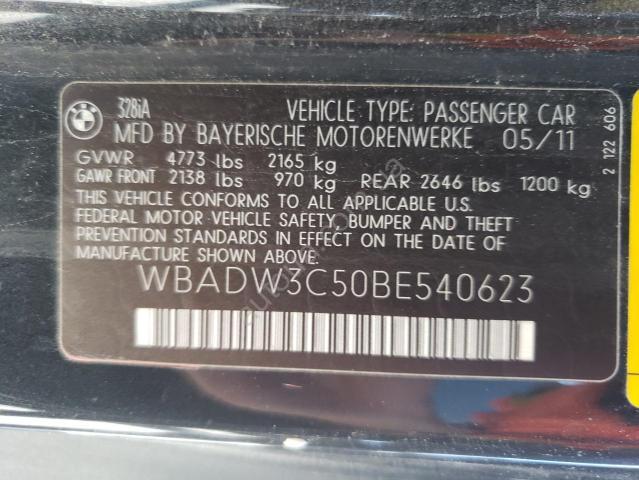 BMW
328iA VEHICLE TYPE: PASSENGER CAR
MFD BY BAYERISCHE MOTORENWERKE 05/11
GVWR 4773 lbs 2165 kg
GAWR FRONT 2138 lbs 970 kg REAR 2646 lbs 1200 kg
THIS VEHICLE CONFORMS TO ALL APPLICABLE U.S.
FEDERAL MOTOR VEHICLE SAFETY, BUMPER AND THEFT
PREVENTION STANDARDS IN EFFECT ON THE DATE OF
MANUFACTURE SHOWN ABOVE.
WBADW3C50BE540623
2 122 606